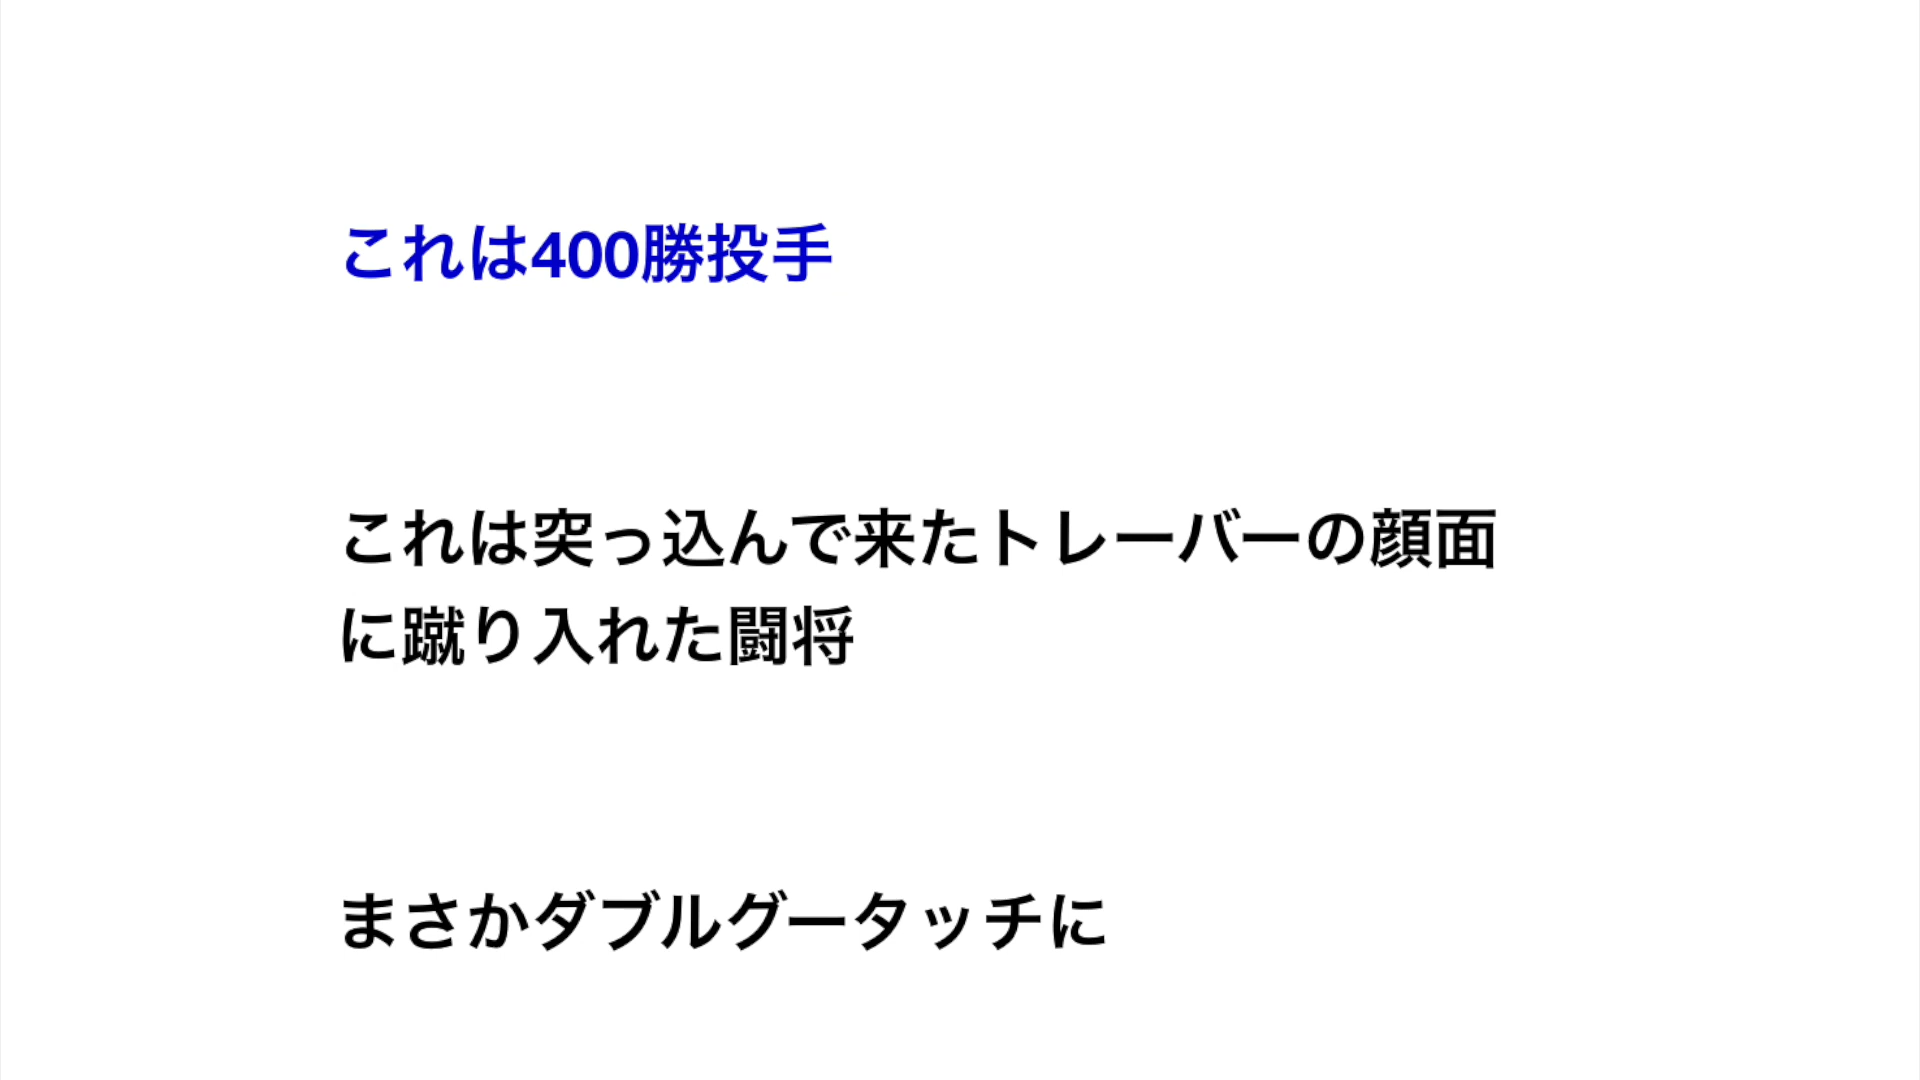 これは400勝投手
これは突っ込んで来たトレーバーの顔面
に蹴り入れた闘将
まさかダブルグータッチに